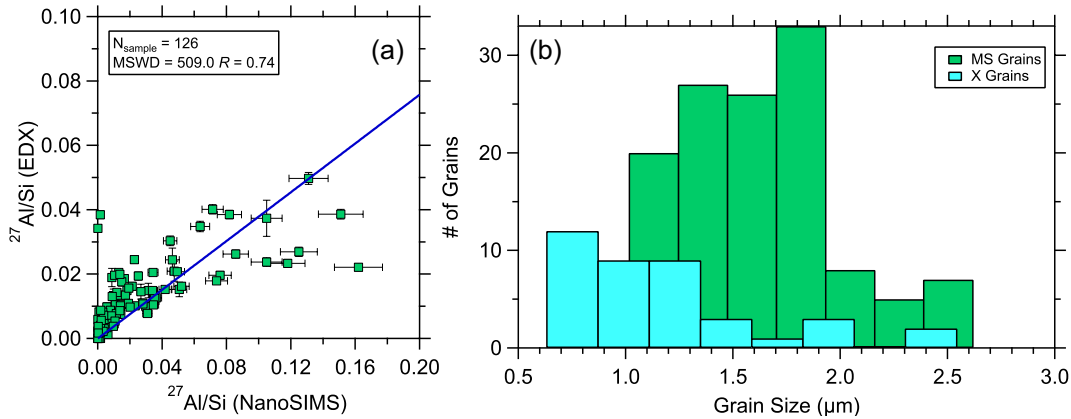 (a)
N_sample = 126
MSWD = 509.0 R = 0.74
0.10
0.08
0.06
0.04
0.02
0.00
²⁷Al/Si (EDX)
0.00 0.04 0.08 0.12 0.16 0.20
²⁷Al/Si (NanoSIMS)
(b)
MS Grains
X Grains
30
20
10
0
# of Grains
0.5 1.0 1.5 2.0 2.5 3.0
Grain Size (µm)